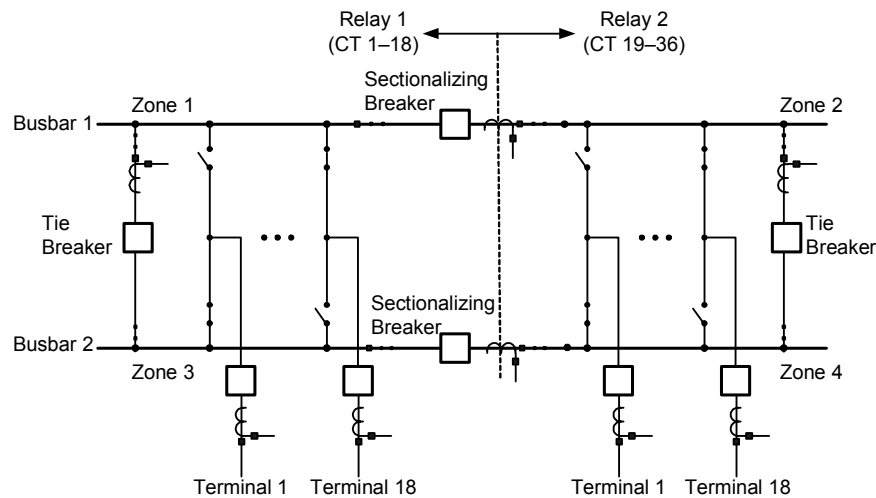 Relay 1
(CT 1–18)
Relay 2
(CT 19–36)
Sectionalizing
Breaker
Zone 1
Zone 2
Busbar 1
Tie
Breaker
Tie
Breaker
Sectionalizing
Breaker
Busbar 2
Zone 3
Zone 4
Terminal 1
Terminal 18
Terminal 1
Terminal 18